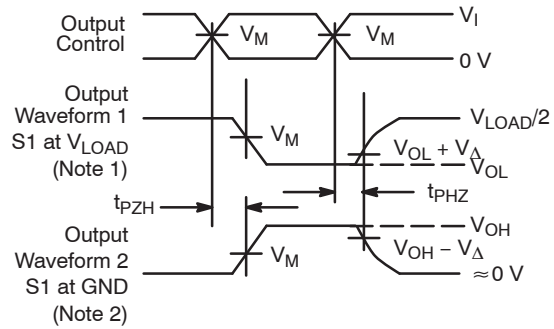 Output
Control
V_M
V_M
V_I
0 V
Output
Waveform 1
S1 at V_LOAD
(Note 1)
V_M
V_LOAD/2
V_OL + V_Δ
V_OL
t_PZH
t_PHZ
Output
Waveform 2
S1 at GND
(Note 2)
V_M
V_OH
V_OH – V_Δ
≈0 V